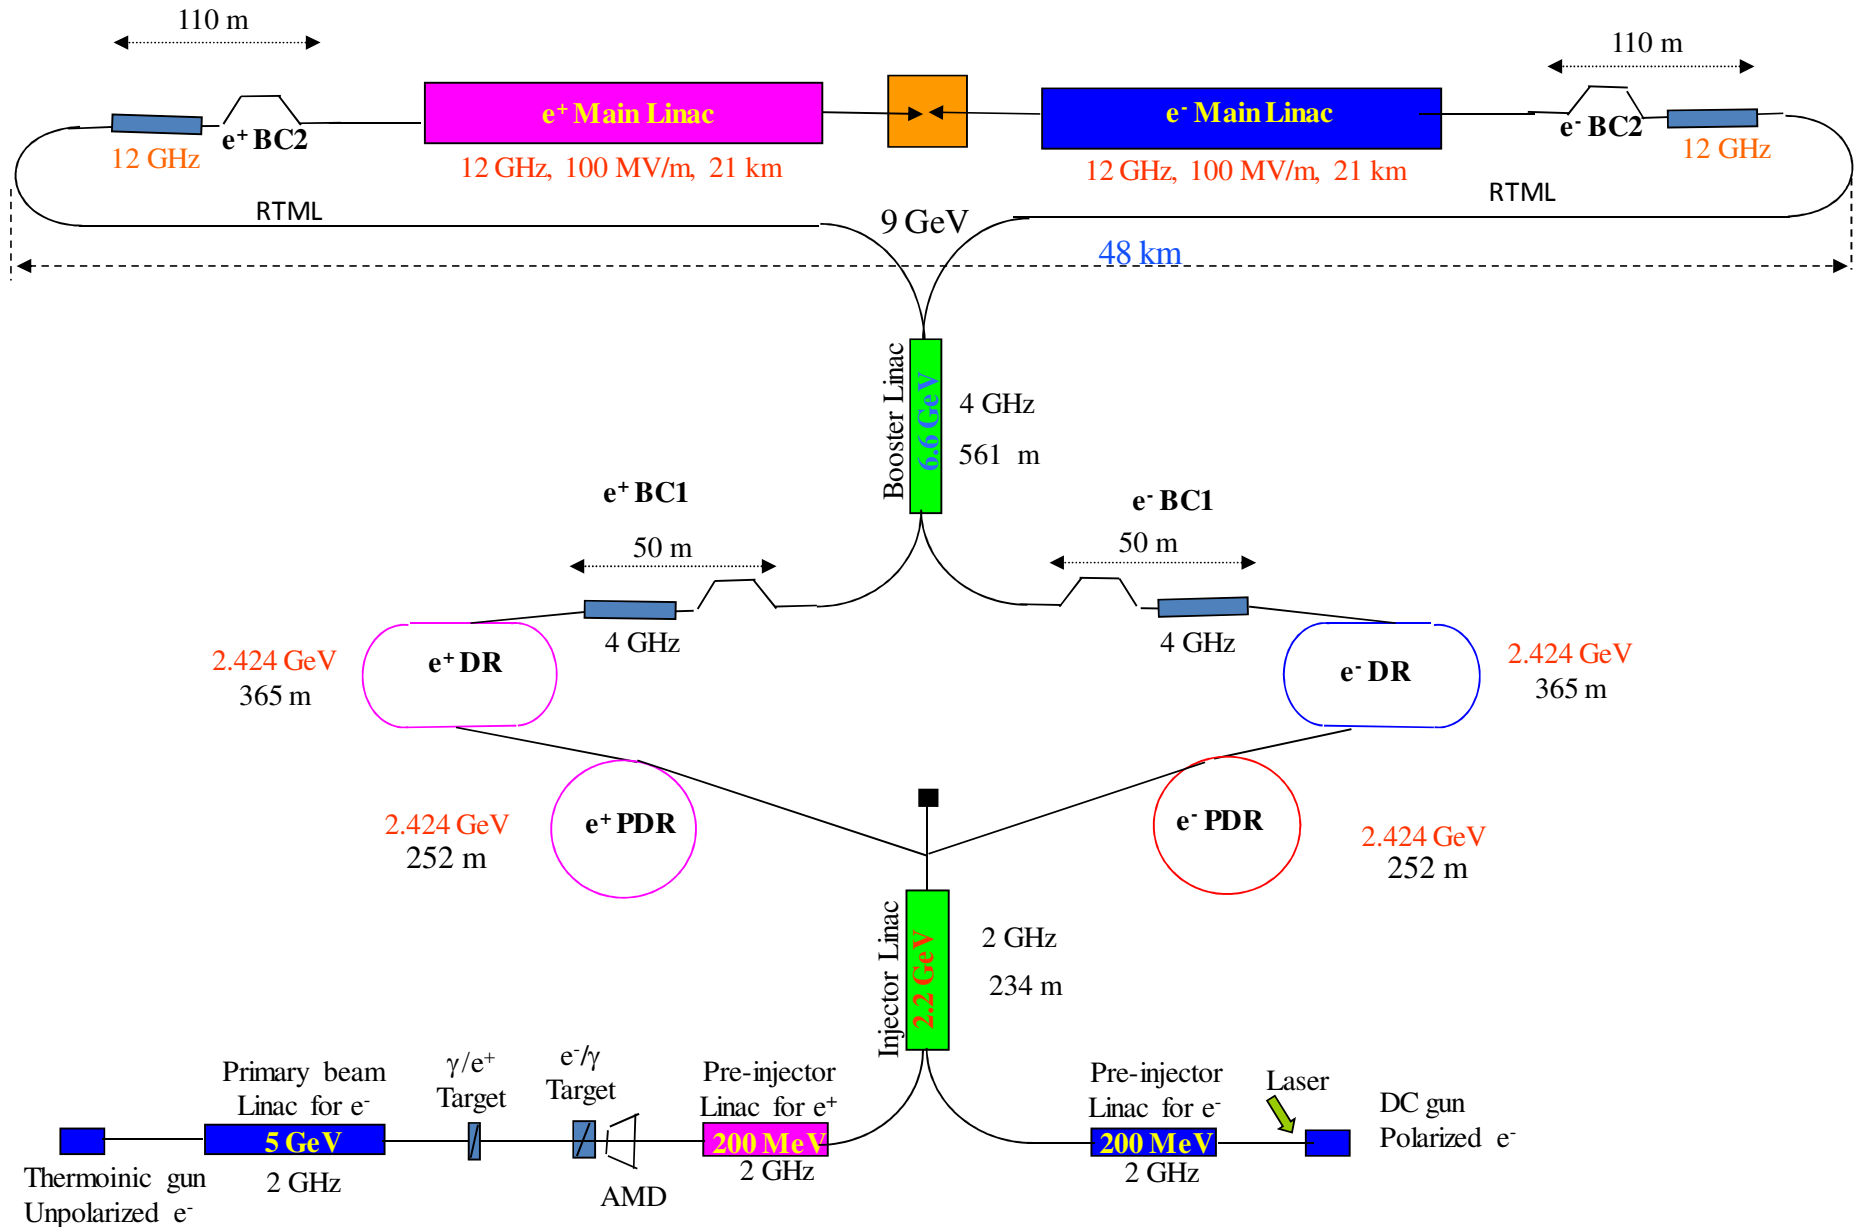 110 m
110 m
e⁺ Main Linac
e⁻ Main Linac
e⁺ BC2
e⁻ BC2
12 GHz
12 GHz
12 GHz, 100 MV/m, 21 km
12 GHz, 100 MV/m, 21 km
RTML
RTML
9 GeV
48 km
Booster Linac
6.6 GeV
4 GHz
561 m
e⁺ BC1
e⁻ BC1
50 m
50 m
4 GHz
4 GHz
2.424 GeV
365 m
e⁺ DR
e⁻ DR
2.424 GeV
365 m
2.424 GeV
252 m
e⁺ PDR
e⁻ PDR
2.424 GeV
252 m
Injector Linac
2.2 GeV
2 GHz
234 m
Primary beam
Linac for e⁻
5 GeV
2 GHz
γ/e⁺
Target
e⁻/γ
Target
AMD
Pre-injector
Linac for e⁺
200 MeV
2 GHz
Pre-injector
Linac for e⁻
200 MeV
2 GHz
Laser
DC gun
Polarized e⁻
Thermoinic gun
Unpolarized e⁻